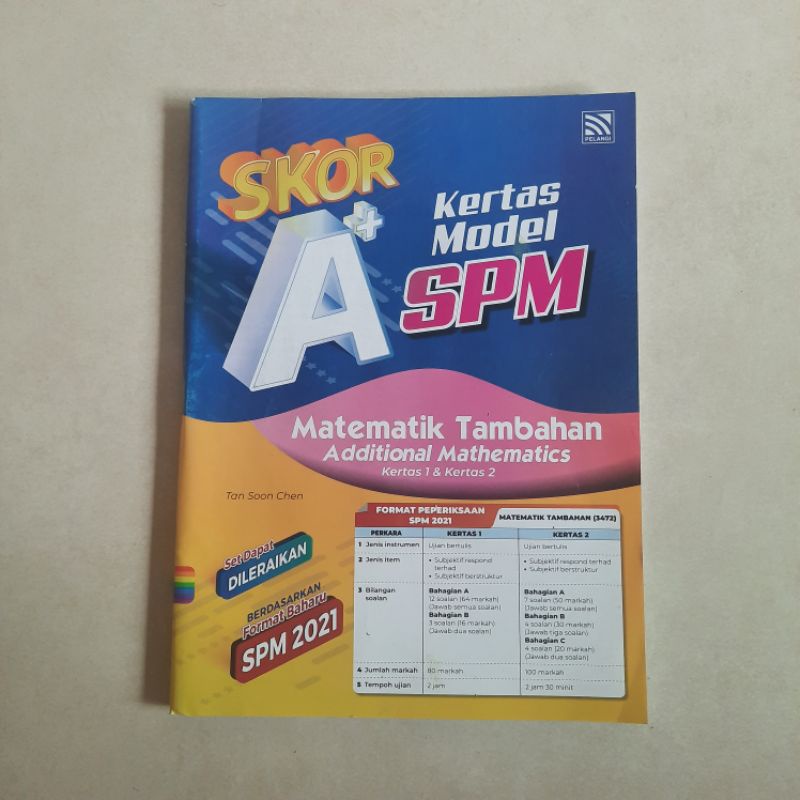 PELANGI
SKOR
A+
Kertas
Model
SPM
Matematik Tambahan
Additional Mathematics
Kertas 1 & Kertas 2
Tan Soon Chen
Set Dapat
DILERAIKAN
BERDASARKAN
Format Baharu
SPM 2021
FORMAT PEPERIKSAAN
SPM 2021
MATEMATIK TAMBAHAN (3472)
PERKARA KERTAS 1 KERTAS 2
1 Jenis instrumen Ujian bertulis Ujian bertulis
2 Jenis item • Subjektif respond • Subjektif respond terhad
terhad • Subjektif berstruktur
• Subjektif berstruktur
3 Bilangan Bahagian A Bahagian A
soalan 12 soalan (64 markah) 7 soalan (50 markah)
(Jawab semua soalan) (Jawab semua soalan)
Bahagian B Bahagian B
3 soalan (16 markah) 4 soalan (30 markah)
(Jawab dua soalan) (Jawab tiga soalan)
Bahagian C
4 soalan (20 markah)
(Jawab dua soalan)
4 Jumlah markah 80 markah 100 markah
5 Tempoh ujian 2 jam 2 jam 30 minit